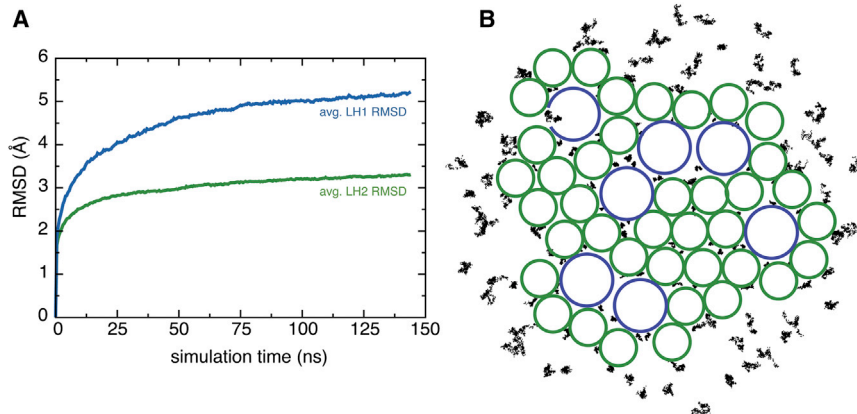 A
B
6
5
4
3
2
1
0
RMSD (Å)
avg. LH1 RMSD
avg. LH2 RMSD
0 25 50 75 100 125 150
simulation time (ns)